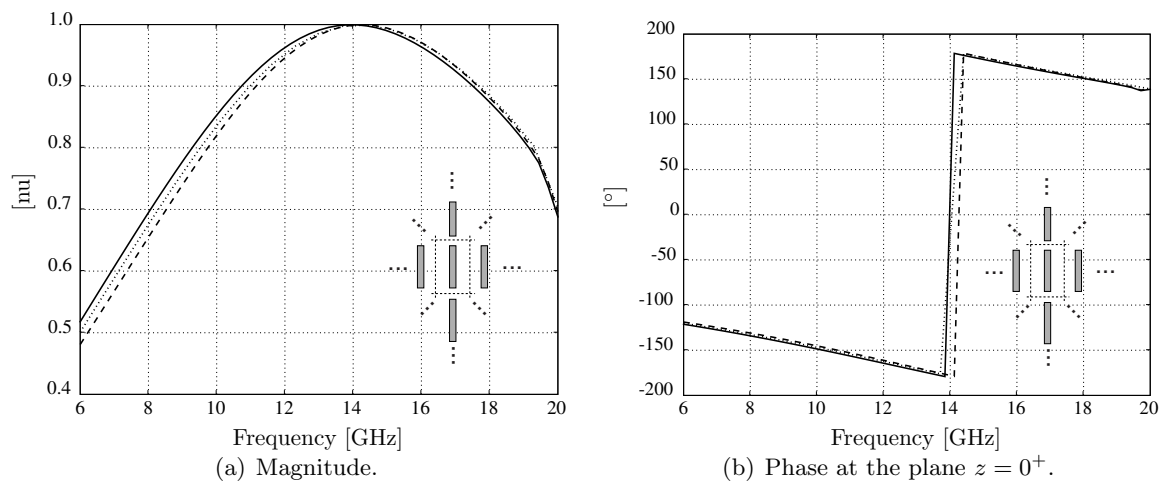 1.0
0.9
0.8
0.7
0.6
0.5
0.4
[nu]
6 8 10 12 14 16 18 20
Frequency [GHz]
(a) Magnitude.
200
150
100
50
0
-50
-100
-150
-200
[°]
6 8 10 12 14 16 18 20
Frequency [GHz]
(b) Phase at the plane z = 0⁺.